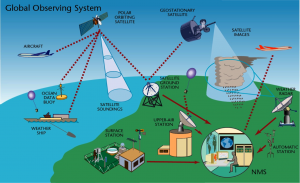 Global Observing System
POLAR
ORBITING
SATELLITE
GEOSTATIONARY
SATELLITE
SATELLITE
IMAGES
AIRCRAFT
OCEAN
DATA
BUOY
SATELLITE
SOUNDINGS
SATELLITE
GROUND
STATION
WEATHER
RADAR
WEATHER
SHIP
SURFACE
STATION
UPPER-AIR
STATION
AUTOMATIC
STATION
NMS